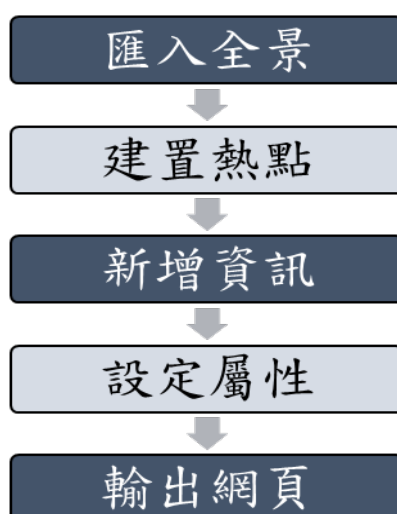 匯入全景
建置熱點
新增資訊
設定屬性
輸出網頁